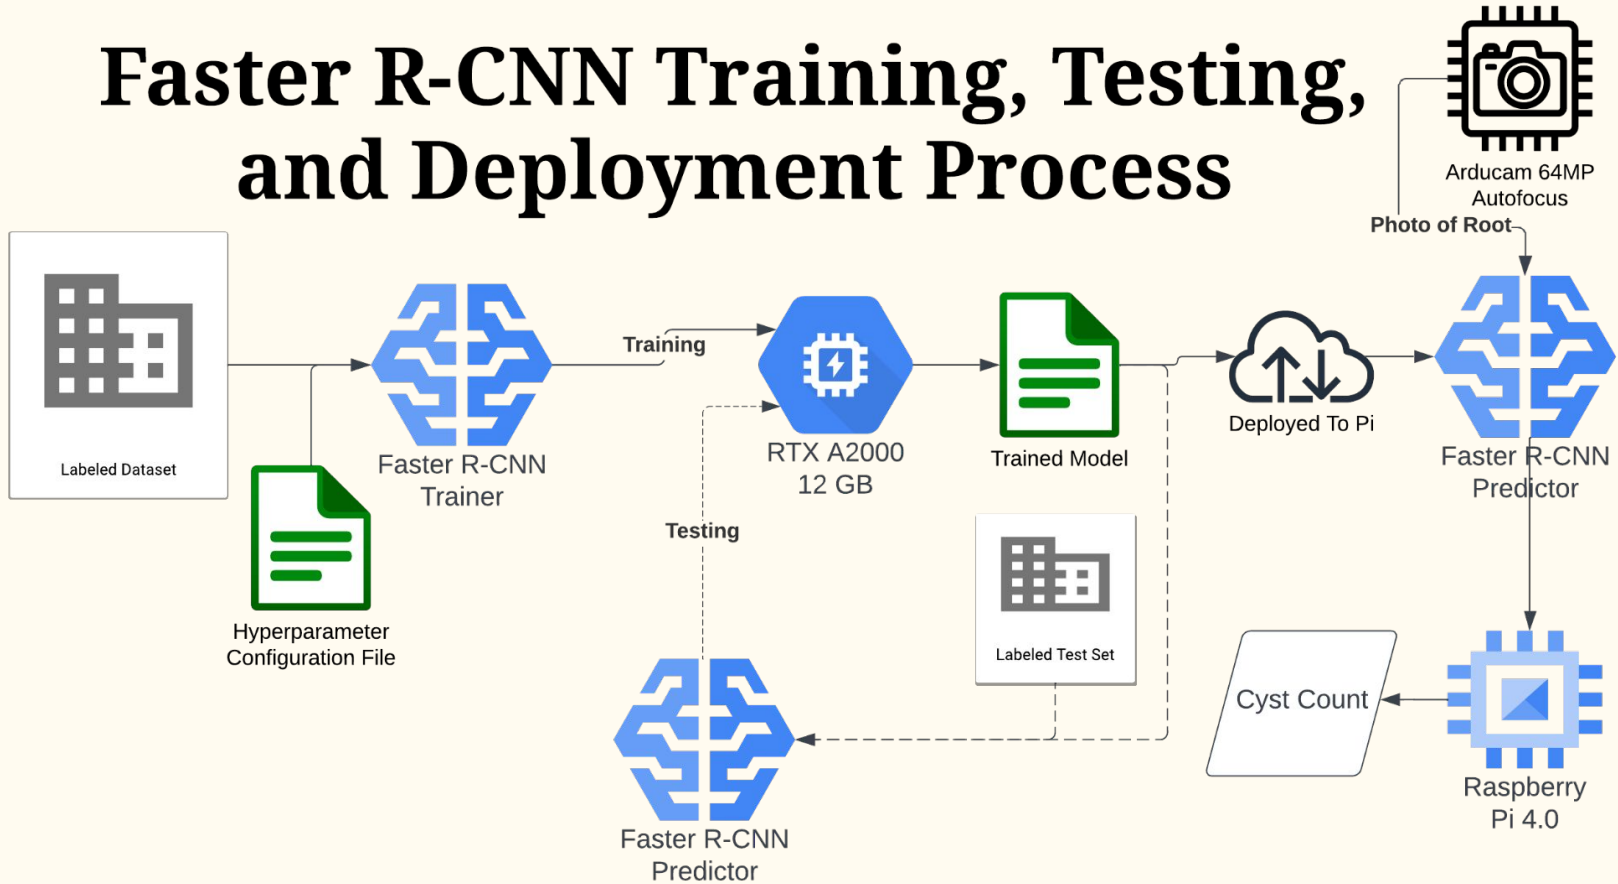 Faster R-CNN Training, Testing,
and Deployment Process
Arducam 64MP
Autofocus
Photo of Root
Labeled Dataset
Hyperparameter
Configuration File
Faster R-CNN
Trainer
Training
RTX A2000
12 GB
Trained Model
Deployed To Pi
Faster R-CNN
Predictor
Testing
Labeled Test Set
Faster R-CNN
Predictor
Cyst Count
Raspberry
Pi 4.0